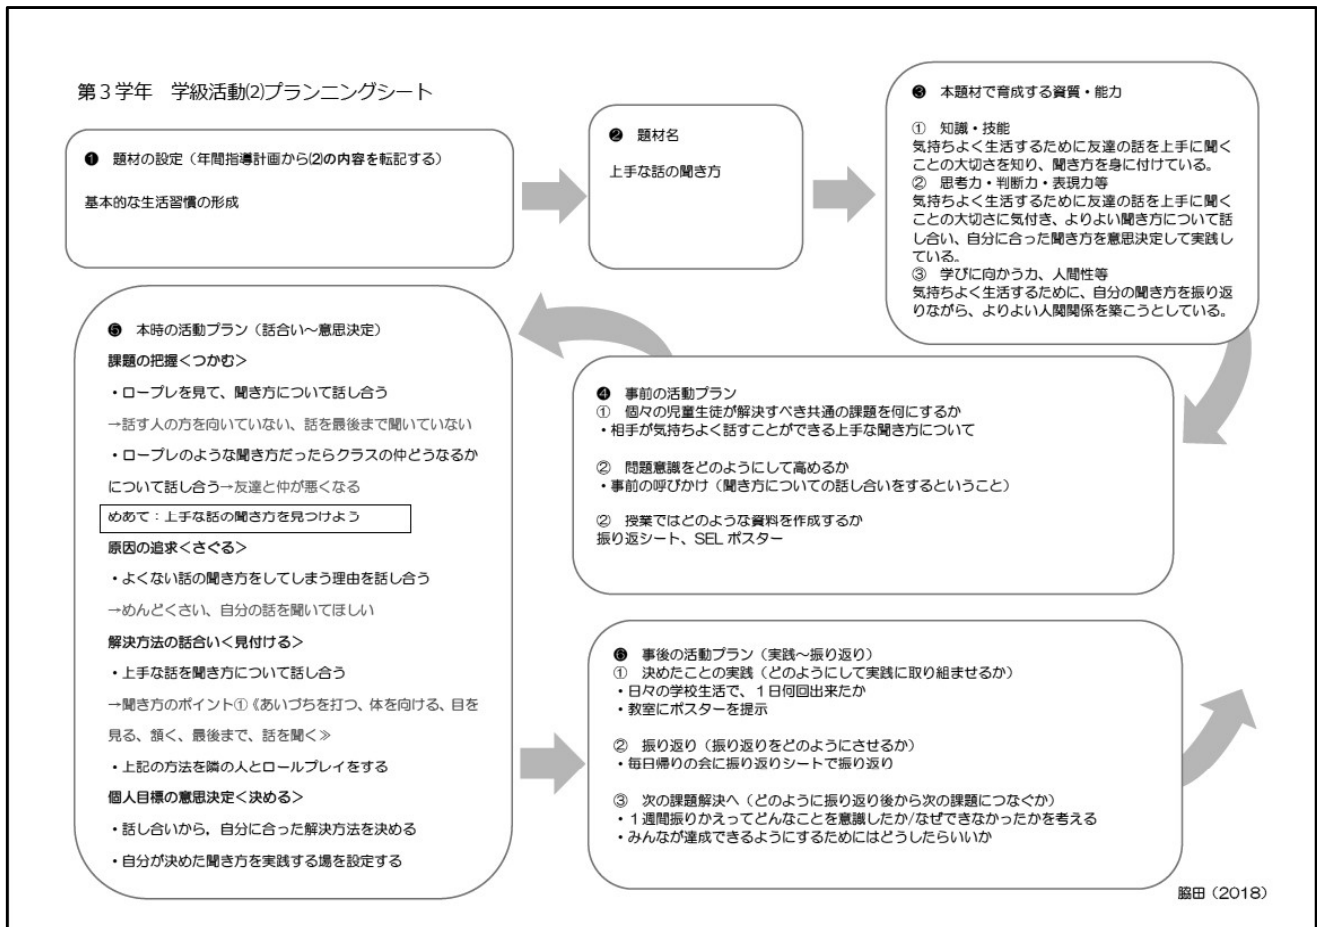 第３学年　学級活動⑵プランニングシート
❶　題材の設定（年間指導計画から⑵の内容を転記する）
基本的な生活習慣の形成
❷　題材名
上手な話の聞き方
❸　本題材で育成する資質・能力
①　知識・技能
気持ちよく生活するために友達の話を上手に聞く
ことの大切さを知り、聞き方を身に付けている。
②　思考力・判断力・表現力等
気持ちよく生活するために友達の話を上手に聞く
ことの大切さに気付き、よりよい聞き方について話
し合い、自分に合った聞き方を意思決定して実践し
ている。
③　学びに向かう力、人間性等
気持ちよく生活するために、自分の聞き方を振り返
りながら、よりよい人間関係を築こうとしている。
❹　事前の活動プラン
①　個々の児童生徒が解決すべき共通の課題を何にするか
・相手が気持ちよく話すことができる上手な聞き方について
②　問題意識をどのようにして高めるか
・事前の呼びかけ（聞き方についての話し合いをするということ）
②　授業ではどのような資料を作成するか
振り返シート、SEL ポスター
❺　本時の活動プラン（話合い～意思決定）
課題の把握＜つかむ＞
・ロープレを見て、聞き方について話し合う
→話す人の方を向いていない、話を最後まで聞いていない
・ロープレのような聞き方だったらクラスの仲どうなるか
について話し合う→友達と仲が悪くなる
めあて：上手な話の聞き方を見つけよう
原因の追求＜さぐる＞
・よくない話の聞き方をしてしまう理由を話し合う
→めんどくさい、自分の話を聞いてほしい
解決方法の話合い＜見付ける＞
・上手な話を聞き方について話し合う
→聞き方のポイント①《あいづちを打つ、体を向ける、目を
見る、頷く、最後まで、話を聞く≫
・上記の方法を隣の人とロールプレイをする
個人目標の意思決定＜決める＞
・話し合いから，自分に合った解決方法を決める
・自分が決めた聞き方を実践する場を設定する
❻　事後の活動プラン（実践～振り返り）
①　決めたことの実践（どのようにして実践に取り組ませるか）
・日々の学校生活で、１日何回出来たか
・教室にポスターを提示
②　振り返り（振り返りをどのようにさせるか）
・毎日帰りの会に振り返りシートで振り返り
③　次の課題解決へ（どのように振り返り後から次の課題につなぐか）
・１週間振りかえってどんなことを意識したか/なぜできなかったかを考える
・みんなが達成できるようにするためにはどうしたらいいか
脇田（2018）